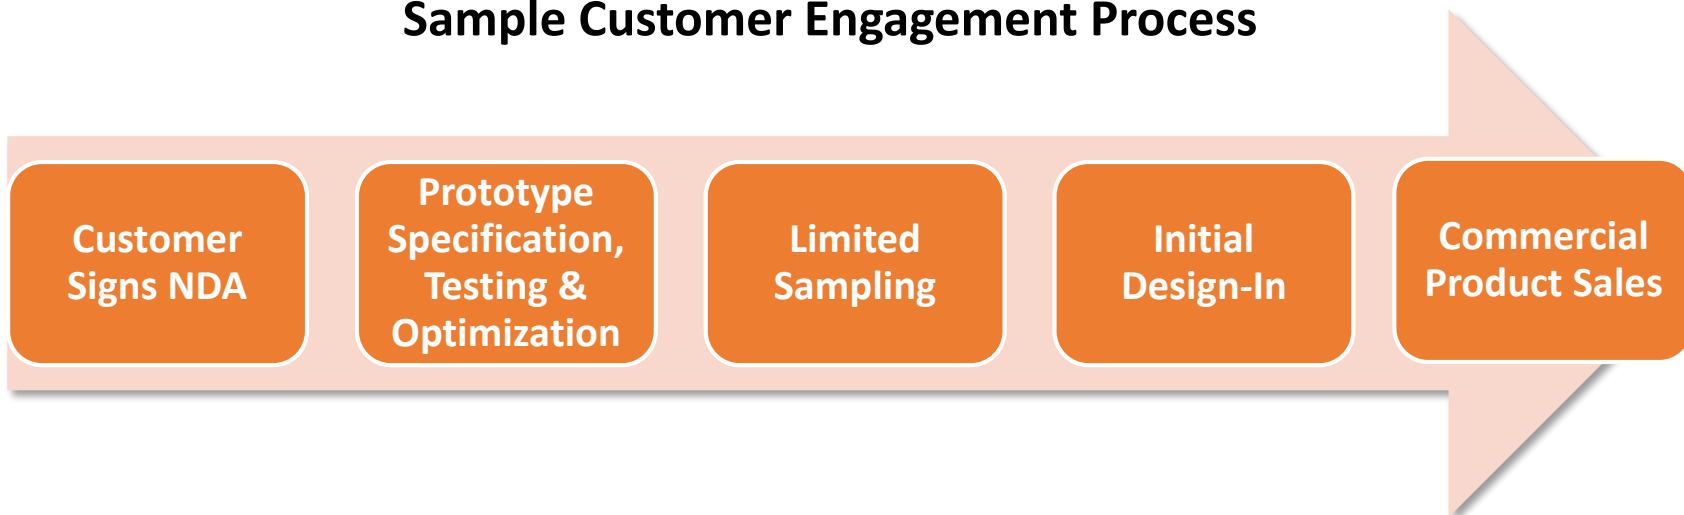 Sample Customer Engagement Process
Customer
Signs NDA
Prototype
Specification,
Testing &
Optimization
Limited
Sampling
Initial
Design-In
Commercial
Product Sales